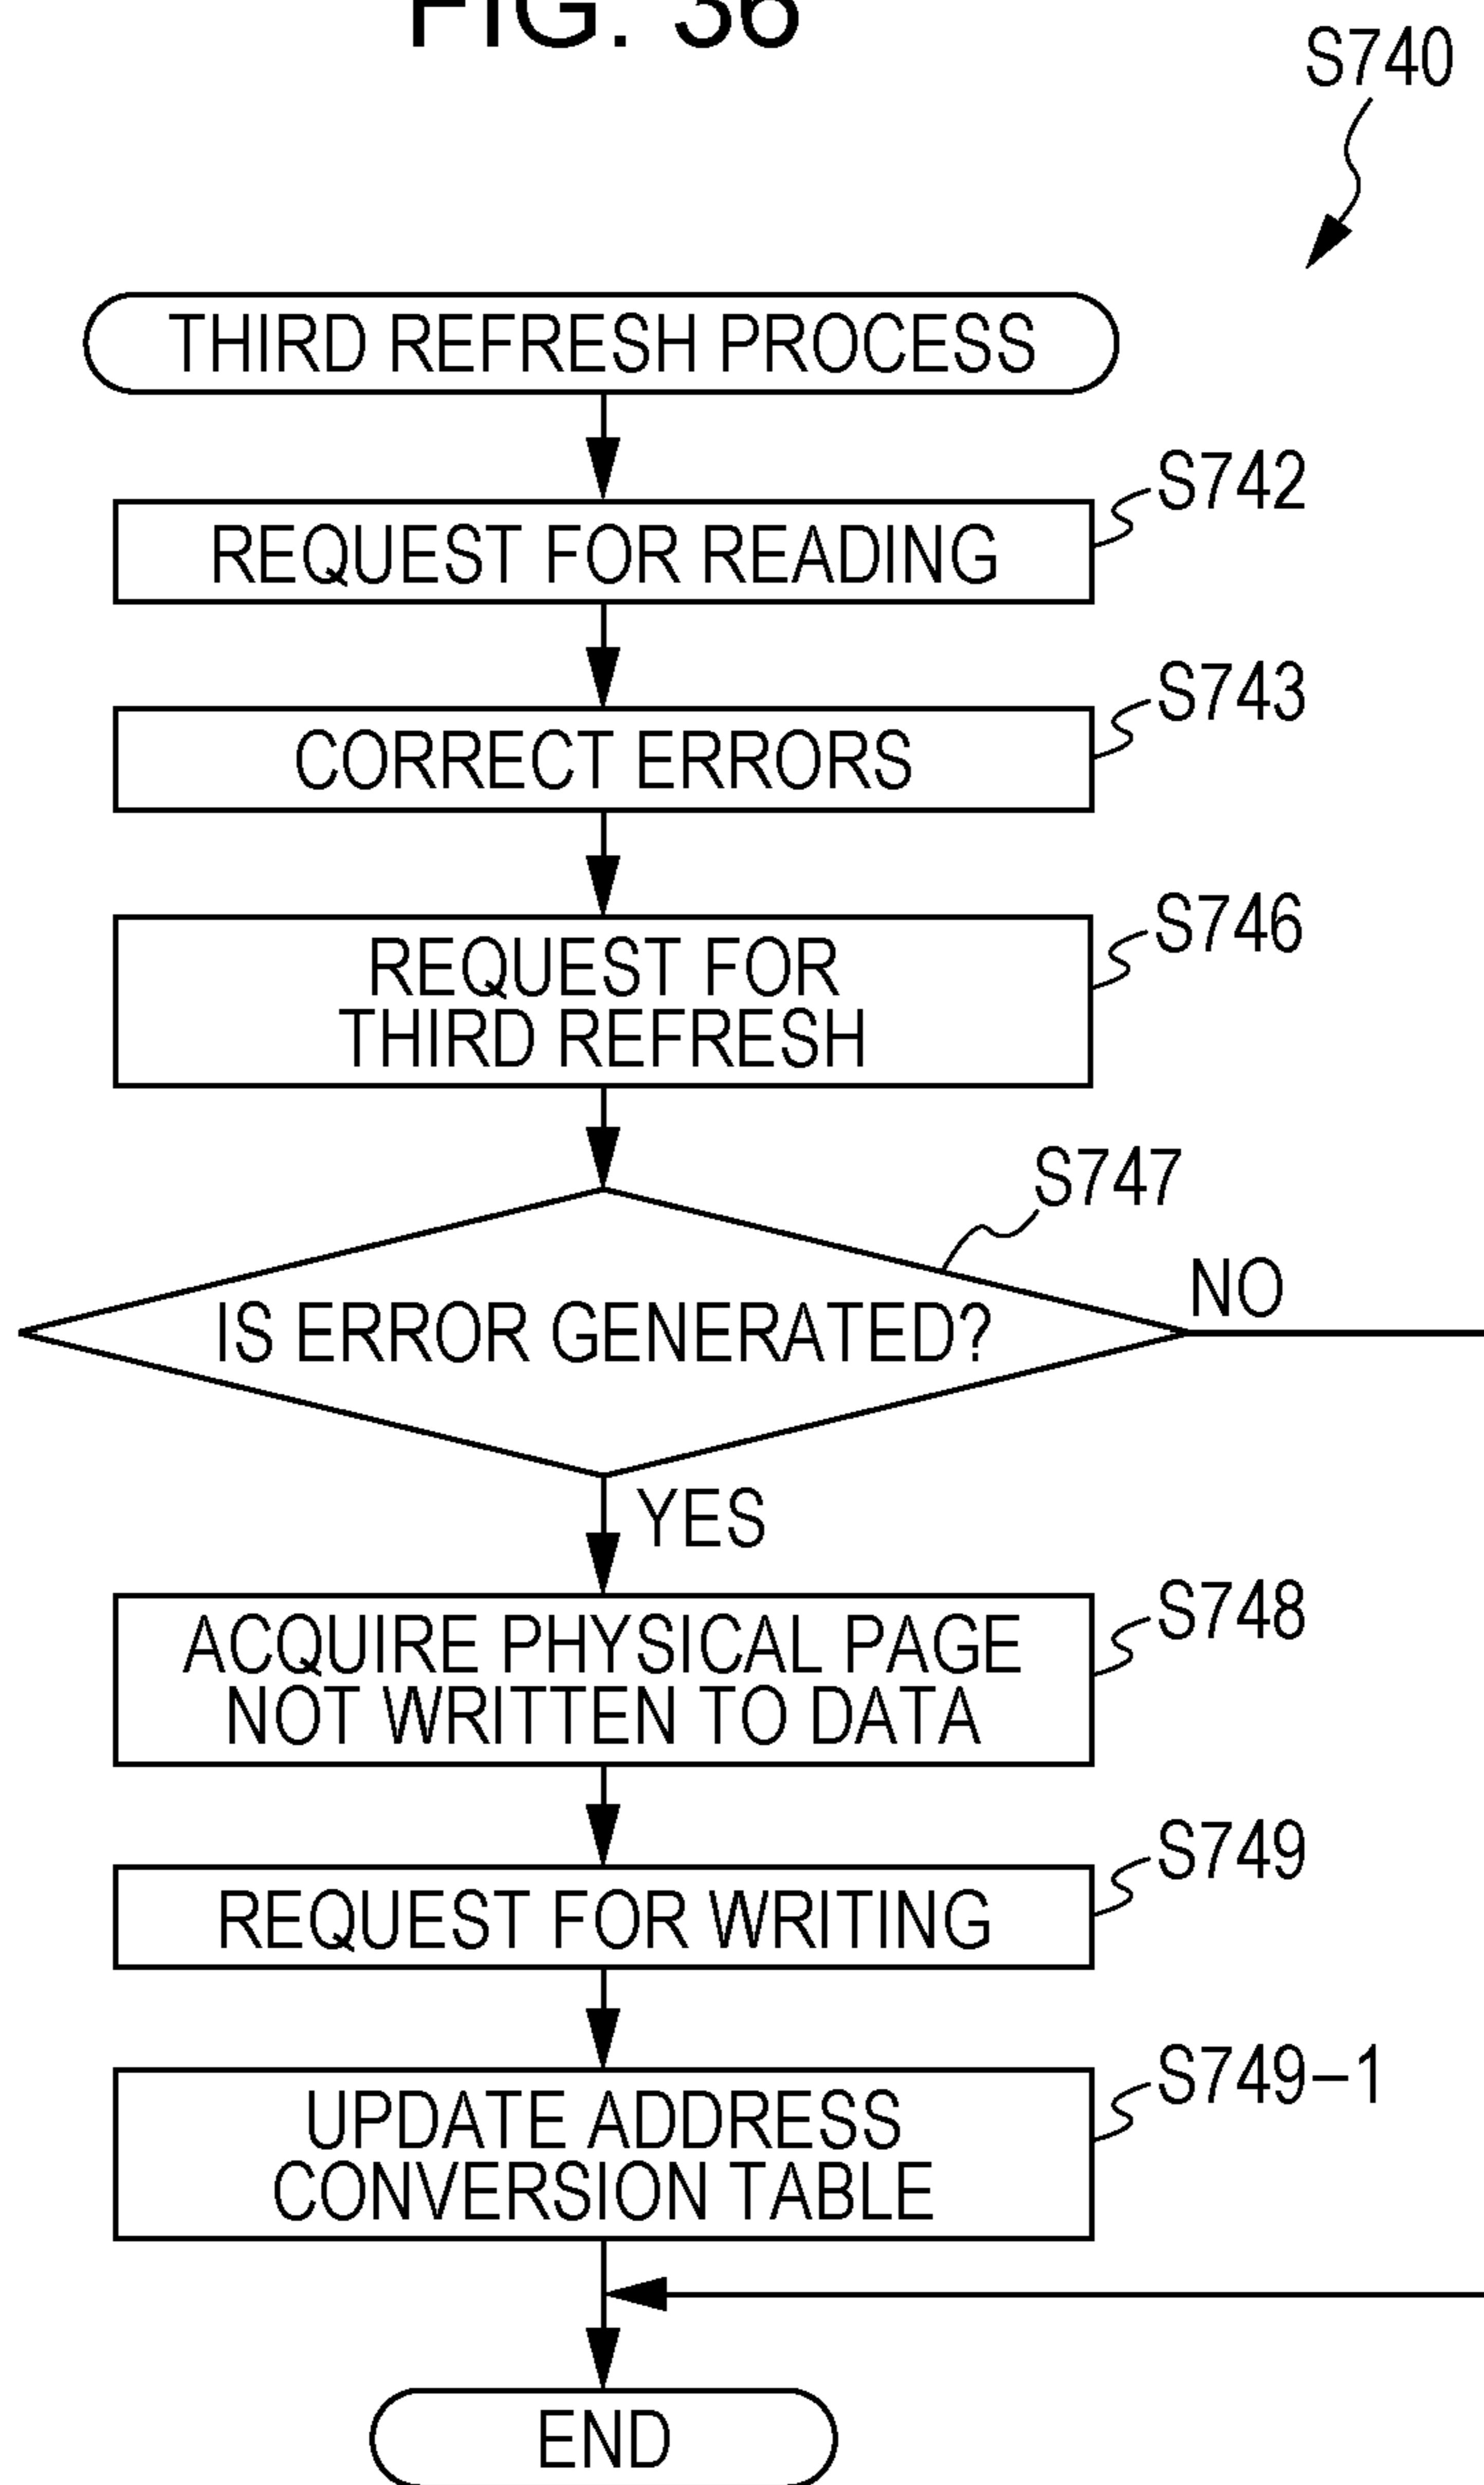 FIG. 36
S740
THIRD REFRESH PROCESS
S742
REQUEST FOR READING
S743
CORRECT ERRORS
S746
REQUEST FOR
THIRD REFRESH
S747
NO
IS ERROR GENERATED?
YES
S748
ACQUIRE PHYSICAL PAGE
NOT WRITTEN TO DATA
S749
REQUEST FOR WRITING
S749-1
UPDATE ADDRESS
CONVERSION TABLE
END